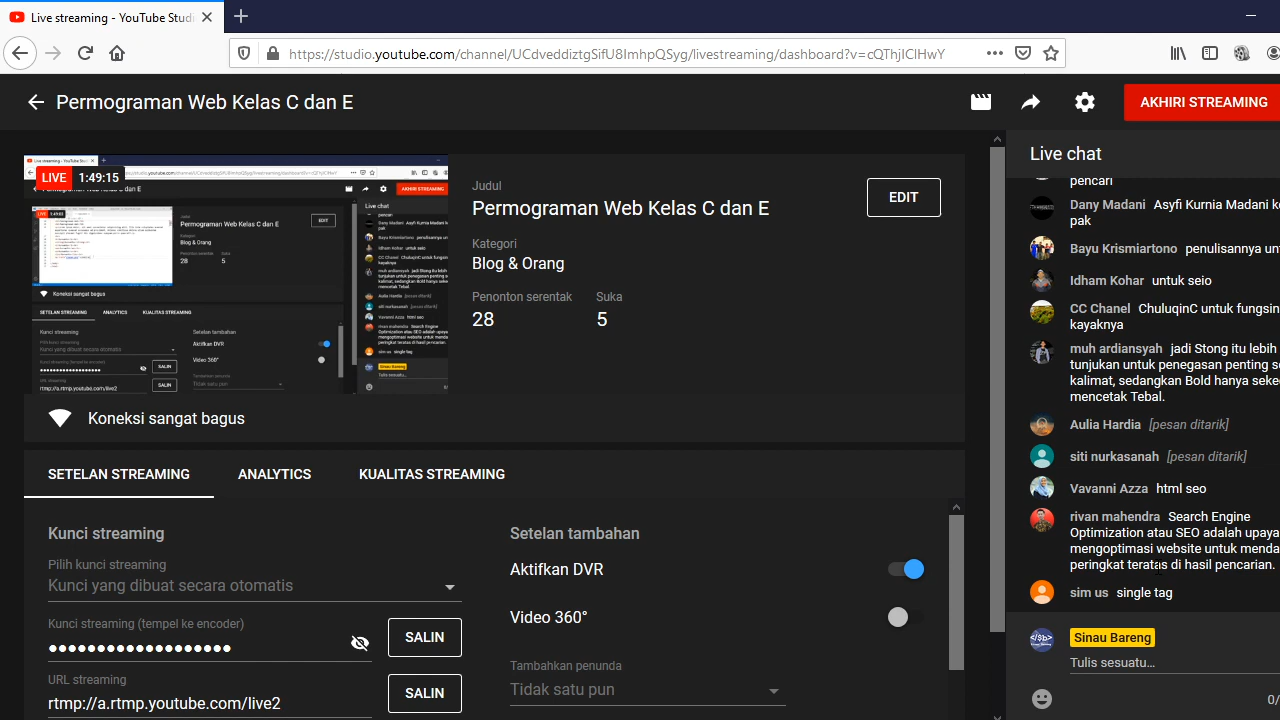 Live streaming - YouTube Studi
https://studio.youtube.com/channel/UCdveddiztgSifU8ImhpQSyg/livestreaming/dashboard?v=cQThjIClHwY
Permograman Web Kelas C dan E
AKHIRI STREAMING
LIVE 1:49:15
Judul
Permograman Web Kelas C dan E
EDIT
Kategori
Blog & Orang
Penonton serentak
Suka
28
5
Koneksi sangat bagus
SETELAN STREAMING
ANALYTICS
KUALITAS STREAMING
Kunci streaming
Pilih kunci streaming
Kunci yang dibuat secara otomatis
Kunci streaming (tempel ke encoder)
SALIN
URL streaming
rtmp://a.rtmp.youtube.com/live2
SALIN
Setelan tambahan
Aktifkan DVR
Video 360°
Tambahkan penunda
Tidak satu pun
Live chat
pencari
Dany Madani Asyfi Kurnia Madani k
pak
Bayu Krismiartono penulisannya un
Idham Kohar untuk seio
CC Chanel ChuluqinC untuk fungsin
kayaknya
muh ardiansyah jadi Stong itu lebih
tunjukan untuk penegasan penting s
kalimat, sedangkan Bold hanya seke
mencetak Tebal.
Aulia Hardia [pesan ditarik]
siti nurkasanah [pesan ditarik]
Vavanni Azza html seo
rivan mahendra Search Engine
Optimization atau SEO adalah upaya
mengoptimasi website untuk menda
peringkat teratas di hasil pencarian.
sim us single tag
Sinau Bareng
Tulis sesuatu...
0/